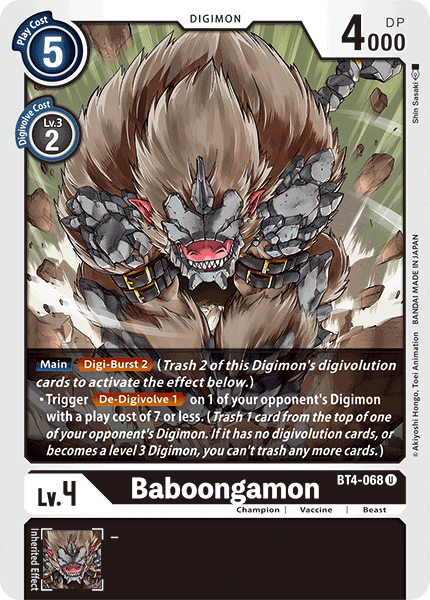 Play Cost
5
DIGIMON
4000
DP
Digivolve Cost
Lv.3
2
Shin Sasaki
©Akiyoshi Hongo, Toei Animation BANDAI MADE IN JAPAN
Main Digi-Burst 2 (Trash 2 of this Digimon's digivolution
cards to activate the effect below.)
•Trigger De-Digivolve 1 on 1 of your opponent's Digimon
with a play cost of 7 or less. (Trash 1 card from the top of
one of your opponent's Digimon. If it has no digivolution cards, or
becomes a level 3 Digimon, you can't trash any more cards.)
Lv.4
Baboongamon
BT4-068 U
Champion | Vaccine | Beast
Inherited Effect
–